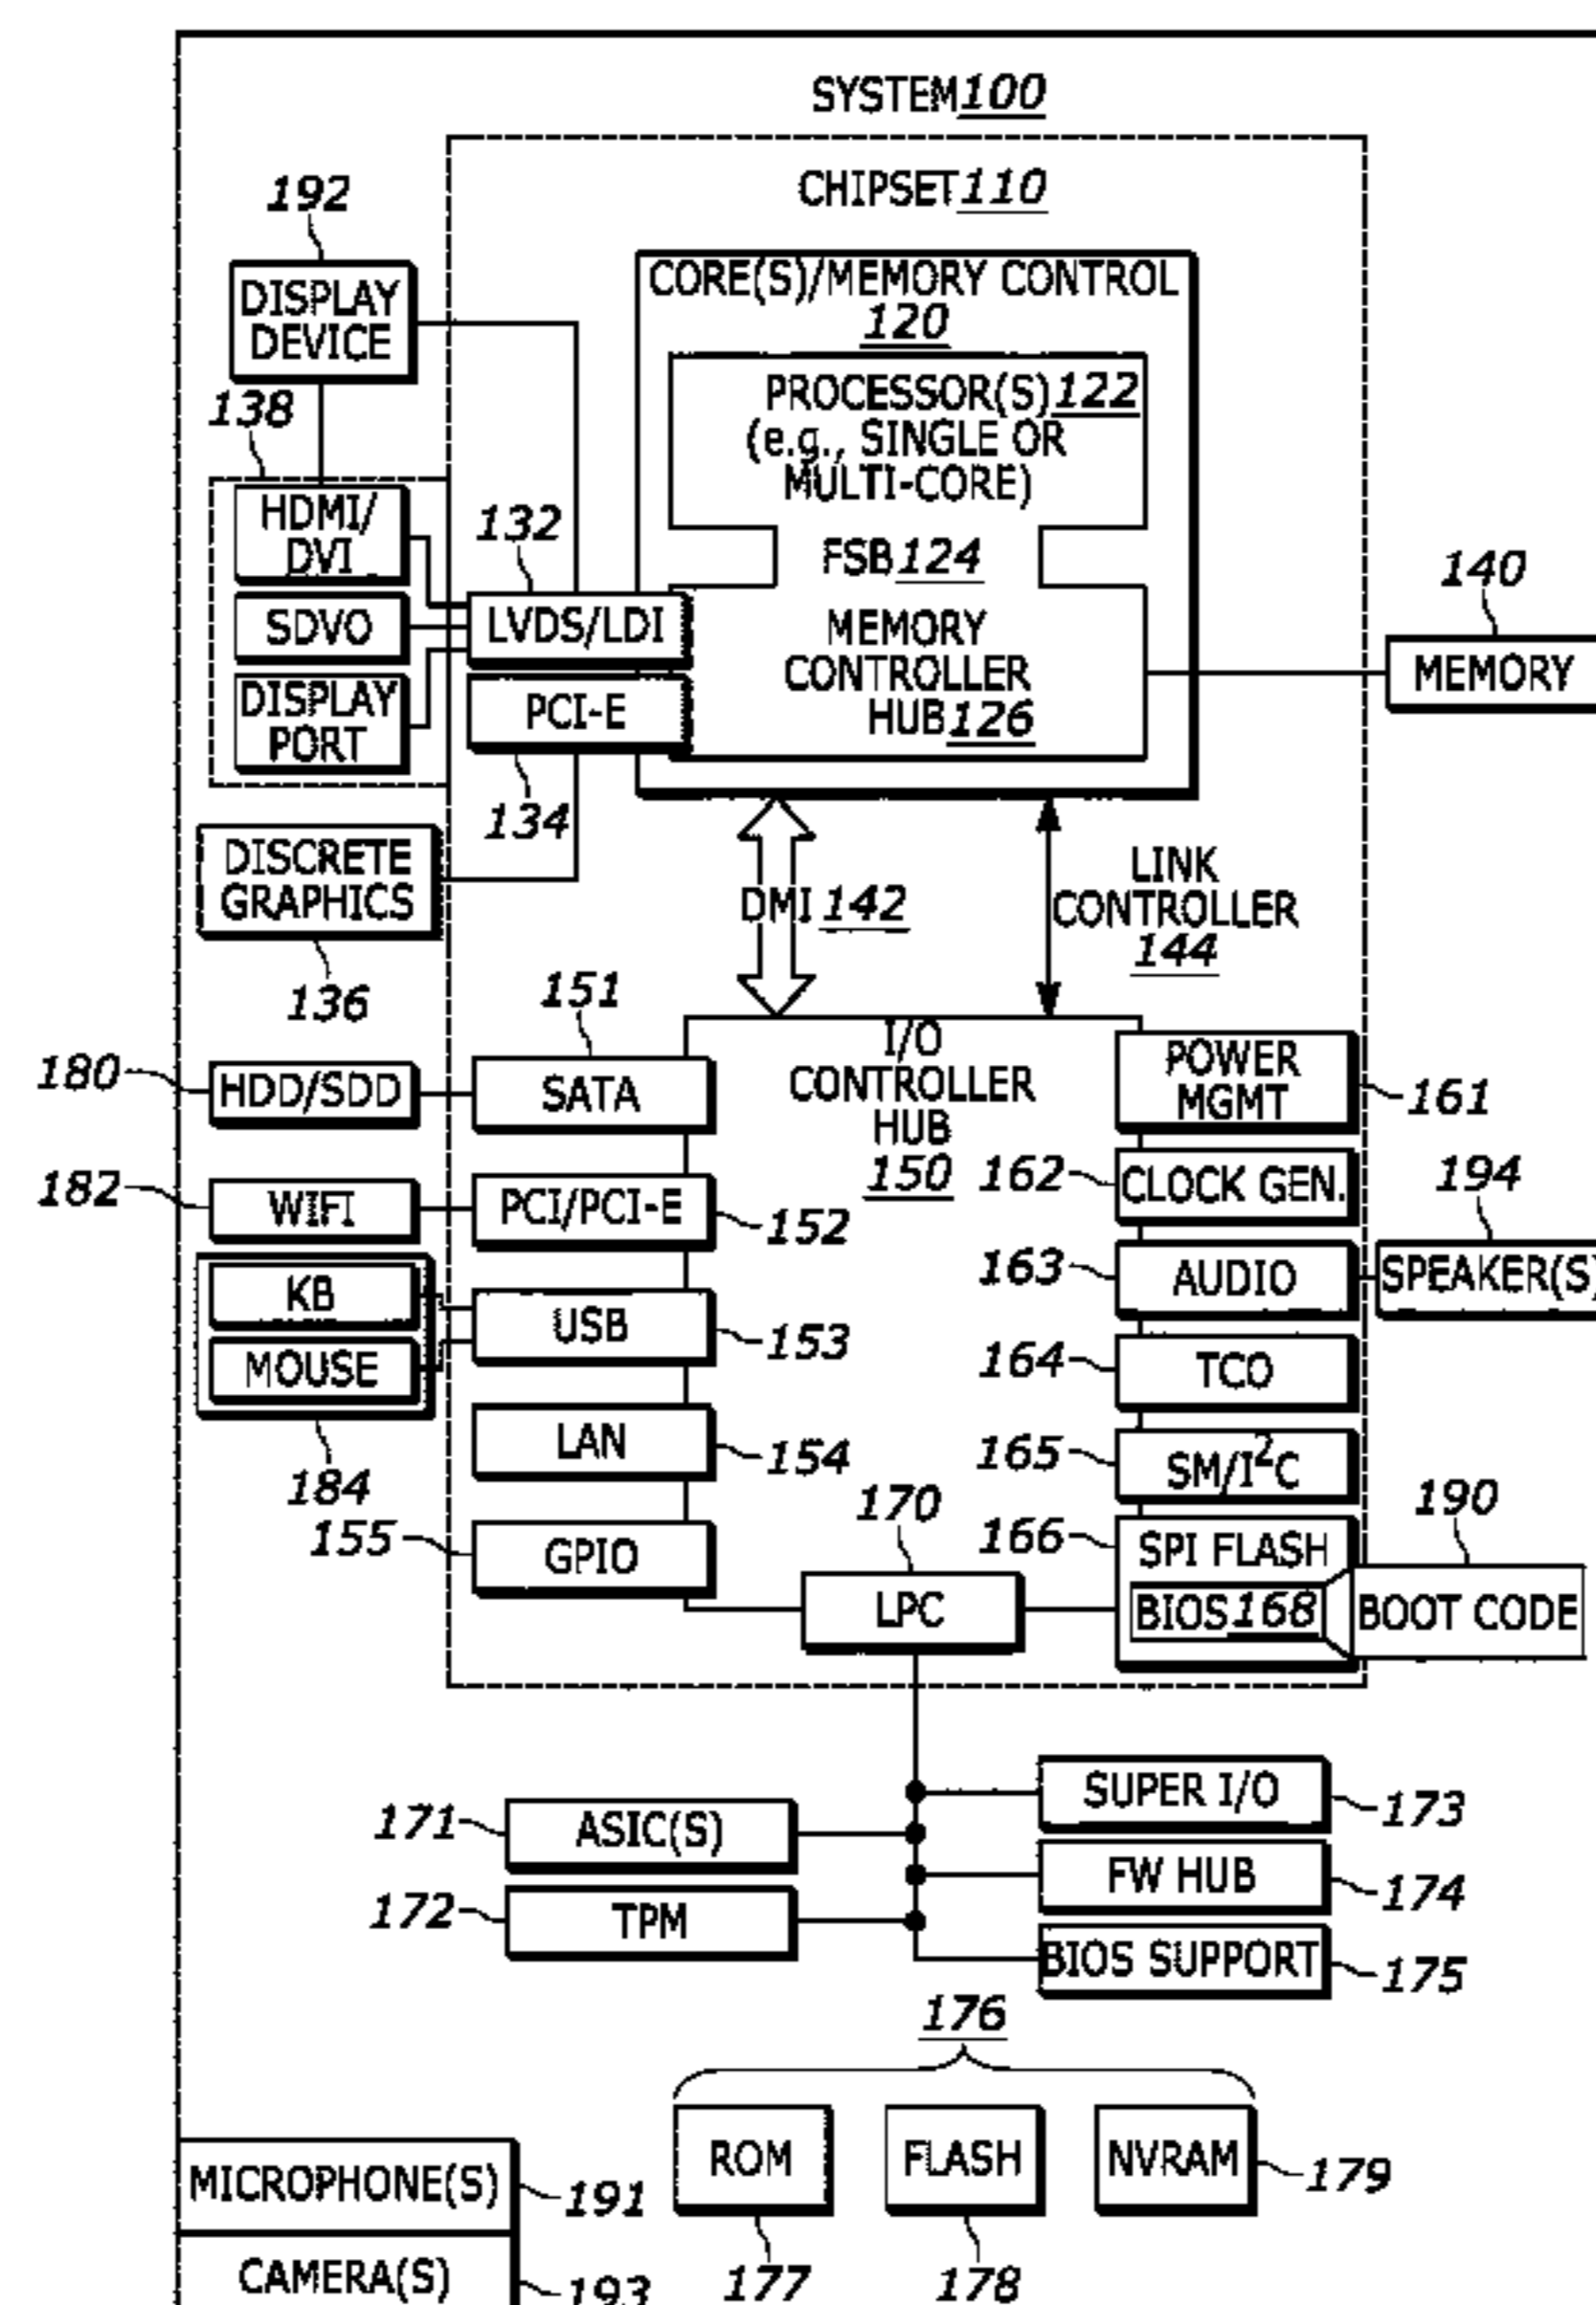 SYSTEM 100
CHIPSET 110
192
DISPLAY
DEVICE
CORE(S)/MEMORY CONTROL
120
PROCESSOR(S) 122
(e.g., SINGLE OR
MULTI-CORE)
138
HDMI/
DVI
SDVO
DISPLAY
PORT
132
LVDS/LDI
PCI-E
134
FSB 124
MEMORY
CONTROLLER
HUB 126
140
MEMORY
DISCRETE
GRAPHICS
136
DMI 142
LINK
CONTROLLER
144
151
I/O
CONTROLLER
HUB
150
180
HDD/SDD
SATA
POWER
MGMT
161
182
WIFI
PCI/PCI-E
152
162
CLOCK GEN.
194
KB
MOUSE
184
USB
153
163
AUDIO
SPEAKER(S)
164
TCO
LAN
154
165
SM/I²C
155
GPIO
170
LPC
166
SPI FLASH
BIOS 168
190
BOOT CODE
171
ASIC(S)
172
TPM
SUPER I/O
173
FW HUB
174
BIOS SUPPORT
175
176
ROM
FLASH
NVRAM
179
177
178
MICROPHONE(S)
191
CAMERA(S)
193